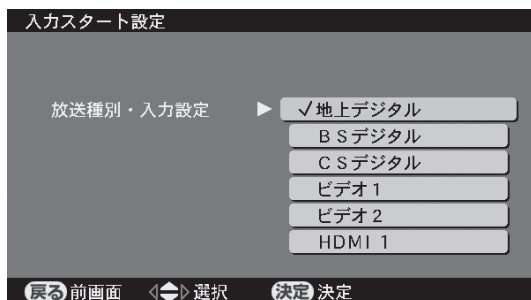 入力スタート設定
放送種別・入力設定 ▶ ✓地上デジタル
BSデジタル
CSデジタル
ビデオ1
ビデオ2
HDMI 1
戻る 前画面 選択 決定 決定